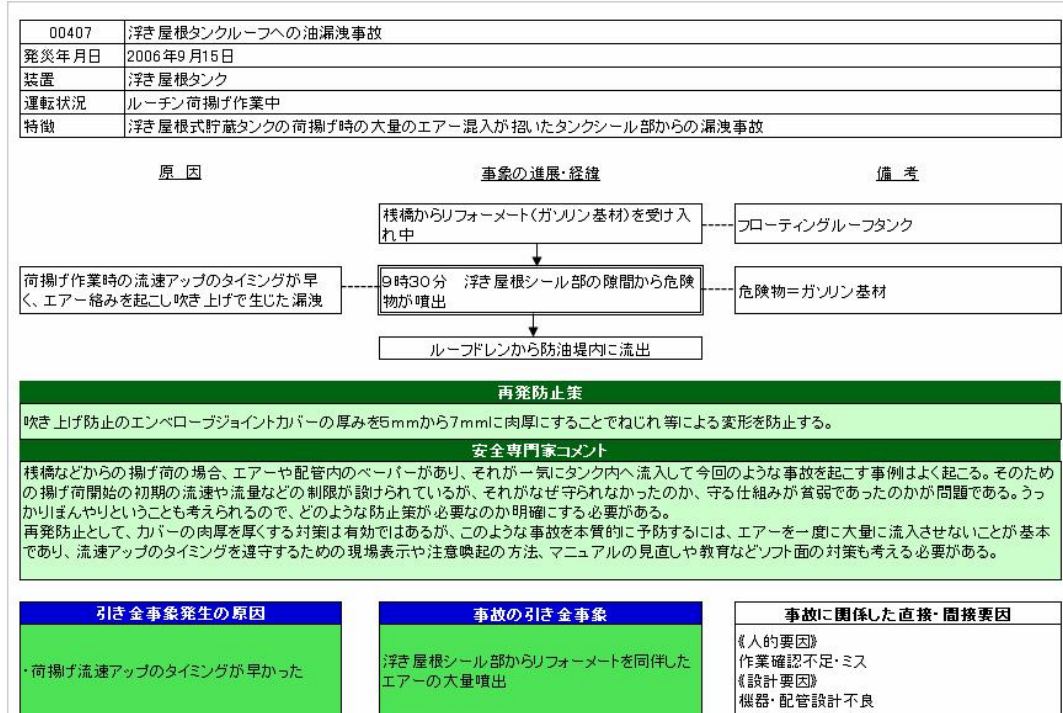 00407 浮き屋根タンクルーフへの油漏洩事故
発災年月日 2006年9月15日
装置 浮き屋根タンク
運転状況 ルーチン荷揚げ作業中
特徴 浮き屋根式貯蔵タンクの荷揚げ時の大量のエアー混入が招いたタンクシール部からの漏洩事故
原 因 事象の進展・経緯 備 考
桟橋からリフォーメート(ガソリン基材)を受け入
れ中
フローティングルーフタンク
荷揚げ作業時の流速アップのタイミングが早
く、エアー絡みを起こし吹き上げで生じた漏洩
9時30分 浮き屋根シール部の隙間から危険
物が噴出
危険物=ガソリン基材
ルーフドレンから防油堤内に流出
再発防止策
吹き上げ防止のエンベローブジョイントカバーの厚みを5mmから7mmに肉厚にすることでねじれ等による変形を防止する。
安全専門家コメント
桟橋などからの揚げ荷の場合、エアーや配管内のベーパーがあり、それが一気にタンク内へ流入して今回のような事故を起こす事例はよく起こる。そのため
の揚げ荷開始の初期の流速や流量などの制限が設けられているが、それがなぜ守られなかったのか、守る仕組みが貧弱であったのかが問題である。うっ
かりぼんやりということも考えられるので、どのような防止策が必要なのか明確にする必要がある。
再発防止として、カバーの肉厚を厚くする対策は有効ではあるが、このような事故を本質的に予防するには、エアーを一度に大量に流入させないことが基本
であり、流速アップのタイミングを遵守するための現場表示や注意喚起の方法、マニュアルの見直しや教育などソフト面の対策も考える必要がある。
引き金事象発生の原因
・荷揚げ流速アップのタイミングが早かった
事故の引き金事象
浮き屋根シール部からリフォーメートを同伴した
エアーの大量噴出
事故に関係した直接・間接要因
《人的要因》
作業確認不足・ミス
《設計要因》
機器・配管設計不良